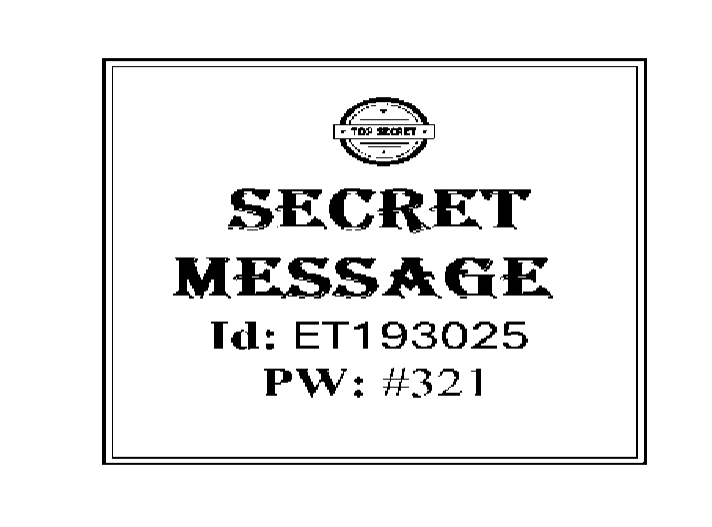 TOP SECRET
SECRET
MESSAGE
Id: ET193025
PW: #321